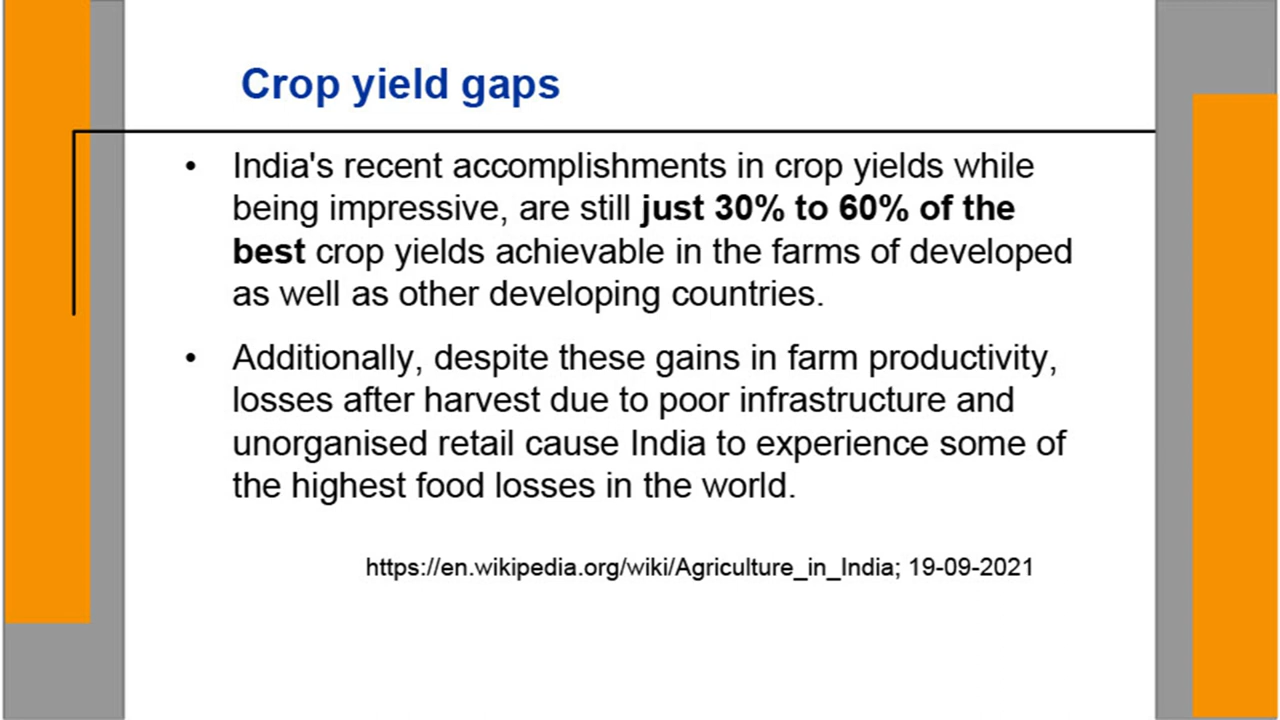 Crop yield gaps
• India's recent accomplishments in crop yields while
being impressive, are still just 30% to 60% of the
best crop yields achievable in the farms of developed
as well as other developing countries.
• Additionally, despite these gains in farm productivity,
losses after harvest due to poor infrastructure and
unorganised retail cause India to experience some of
the highest food losses in the world.
https://en.wikipedia.org/wiki/Agriculture_in_India; 19-09-2021